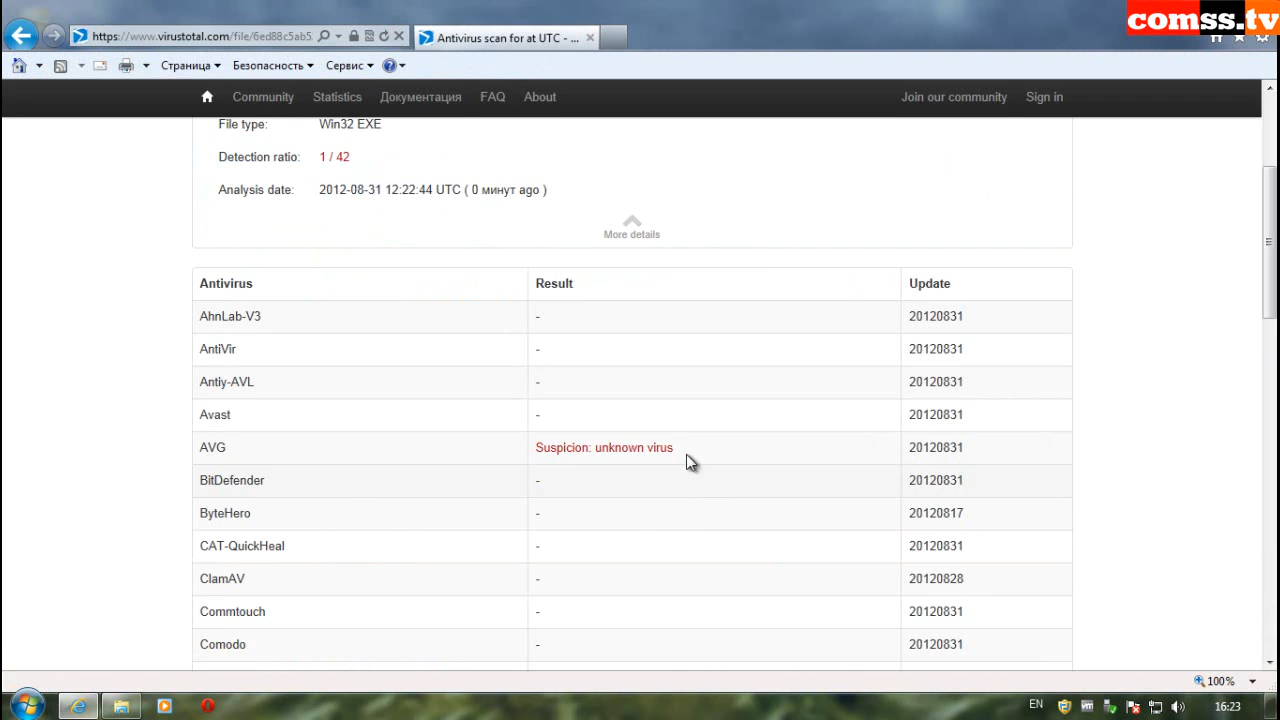 comss.tv
https://www.virustotal.com/file/6ed88c5ab5
Antivirus scan for at UTC - ...
Страница Безопасность Сервис
Community Statistics Документация FAQ About Join our community Sign in
File type: Win32 EXE
Detection ratio: 1 / 42
Analysis date: 2012-08-31 12:22:44 UTC ( 0 минут ago )
More details
Antivirus Result Update
AhnLab-V3 - 20120831
AntiVir - 20120831
Antiy-AVL - 20120831
Avast - 20120831
AVG Suspicion: unknown virus 20120831
BitDefender - 20120831
ByteHero - 20120817
CAT-QuickHeal - 20120831
ClamAV - 20120828
Commtouch - 20120831
Comodo - 20120831
100%
EN 16:23